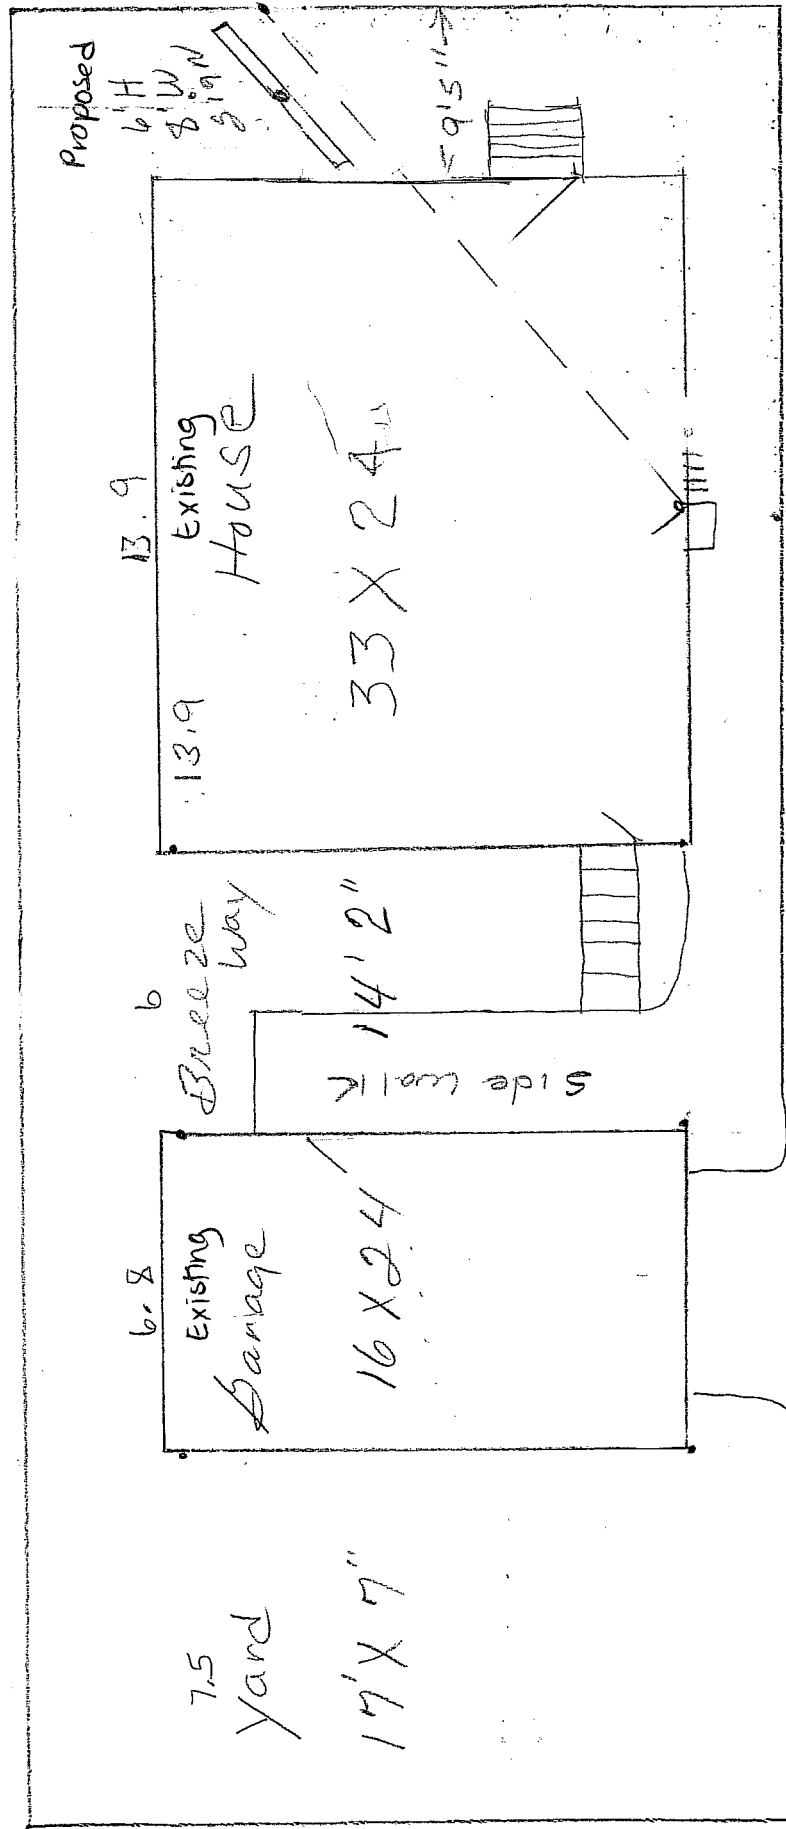 7.5
Yard
17' X 7"
6.8
Existing
Garage
16 X 24
6
Breeze
Way
14' 2"
Side walk
13.9
13.9
Existing
House
33 X 24
Proposed
6'H
8'W
Sign
9'5"